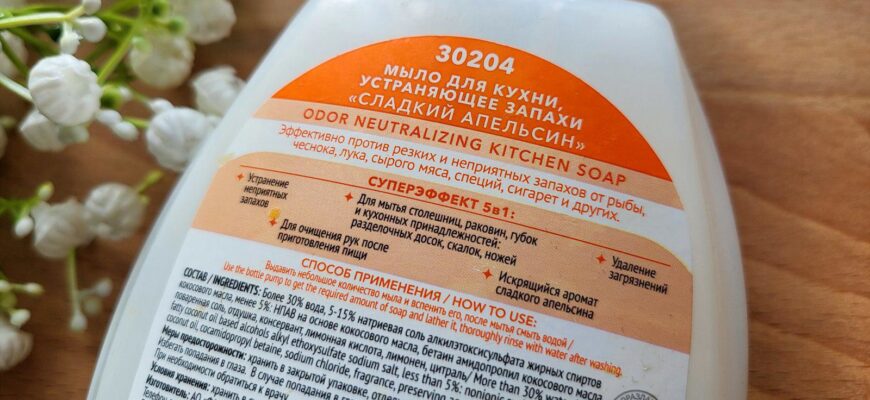 30204
МЫЛО ДЛЯ КУХНИ,
УСТРАНЯЮЩЕЕ ЗАПАХИ
«СЛАДКИЙ АПЕЛЬСИН»
ODOR NEUTRALIZING KITCHEN SOAP
Эффективно против резких и неприятных запахов от рыбы,
чеснока, лука, сырого мяса, специй, сигарет и других.
СУПЕРЭФФЕКТ 5в1:
Устранение
неприятных
запахов
Для очищения рук после
приготовления пищи
Для мытья столешниц, раковин, губок
и кухонных принадлежностей:
разделочных досок, скалок, ножей
Искрящийся аромат
сладкого апельсина
Удаление
загрязнений
СПОСОБ ПРИМЕНЕНИЯ / HOW TO USE:
Выдавить небольшое количество мыла и вспенить его, после мытья смыть водой /
Use the bottle pump to get the required amount of soap and lather it, thoroughly rinse with water after washing.
СОСТАВ / INGREDIENTS: Более 30% вода, 5-15% натриевая соль алкилэтоксисульфата жирных спиртов
кокосового масла, менее 5%: НПАВ на основе кокосового масла, бетаин амидопропил кокосового масла,
поваренная соль, отдушка, консервант, лимонная кислота, лимонен, цитраль/ More than 30% water
fatty coconut oil based alcohols alkyl ethoxysulfate sodium salt, less than 5%: nonionic
coconut oil, cocamidopropyl betaine, sodium chloride, fragrance, preserving
Меры предосторожности: хранить в закрытой упаковке,
Избегать попадания в глаза. В случае попадания в
При необходимости обратиться к врачу.
Условия хранения: хранить в
Изготовитель: АО